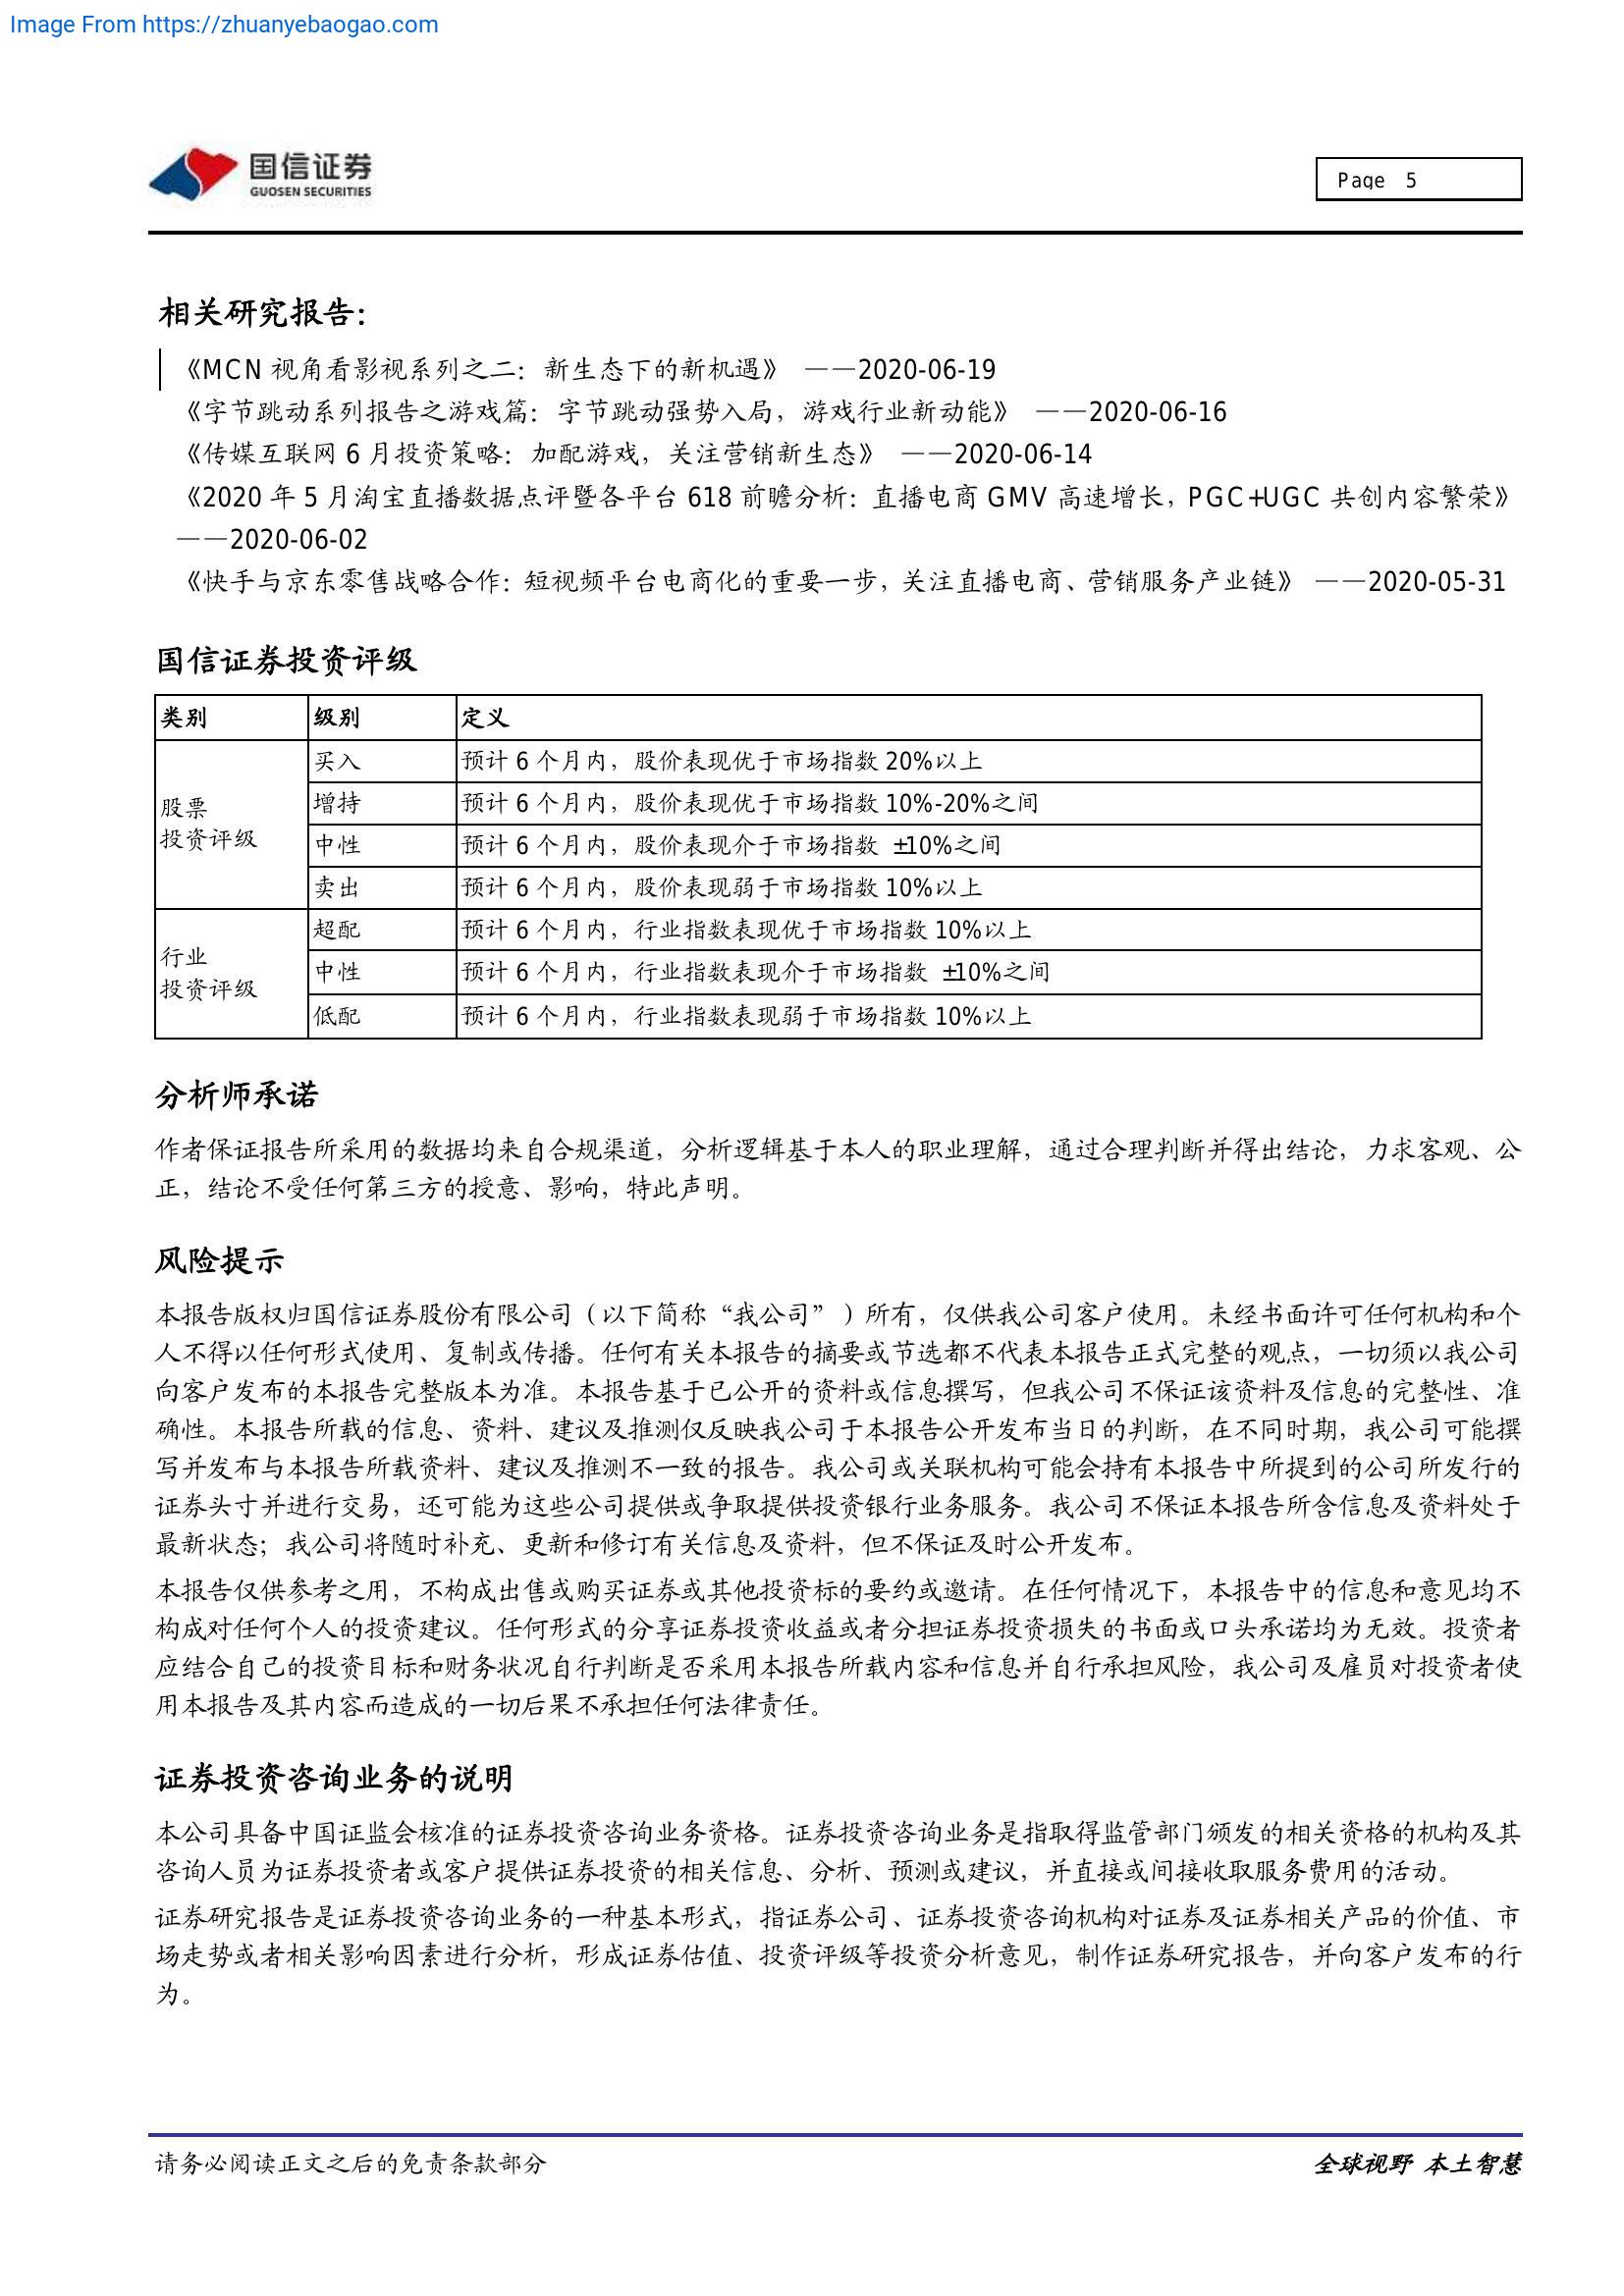 Image From https://zhuanyebaogao.com
国信证券
GUOSEN SECURITIES
Page 5
相关研究报告：
《MCN 视角看影视系列之二：新生态下的新机遇》 ——2020-06-19
《字节跳动系列报告之游戏篇：字节跳动强势入局，游戏行业新动能》 ——2020-06-16
《传媒互联网 6 月投资策略：加配游戏，关注营销新生态》 ——2020-06-14
《2020 年 5 月淘宝直播数据点评暨各平台 618 前瞻分析：直播电商 GMV 高速增长，PGC+UGC 共创内容繁荣》
——2020-06-02
《快手与京东零售战略合作：短视频平台电商化的重要一步，关注直播电商、营销服务产业链》 ——2020-05-31
国信证券投资评级
类别 级别 定义
股票
投资评级
买入 预计 6 个月内，股价表现优于市场指数 20%以上
增持 预计 6 个月内，股价表现优于市场指数 10%-20%之间
中性 预计 6 个月内，股价表现介于市场指数 ±10%之间
卖出 预计 6 个月内，股价表现弱于市场指数 10%以上
行业
投资评级
超配 预计 6 个月内，行业指数表现优于市场指数 10%以上
中性 预计 6 个月内，行业指数表现介于市场指数 ±10%之间
低配 预计 6 个月内，行业指数表现弱于市场指数 10%以上
分析师承诺
作者保证报告所采用的数据均来自合规渠道，分析逻辑基于本人的职业理解，通过合理判断并得出结论，力求客观、公
正，结论不受任何第三方的授意、影响，特此声明。
风险提示
本报告版权归国信证券股份有限公司（以下简称“我公司”）所有，仅供我公司客户使用。未经书面许可任何机构和个
人不得以任何形式使用、复制或传播。任何有关本报告的摘要或节选都不代表本报告正式完整的观点，一切须以我公司
向客户发布的本报告完整版本为准。本报告基于已公开的资料或信息撰写，但我公司不保证该资料及信息的完整性、准
确性。本报告所载的信息、资料、建议及推测仅反映我公司于本报告公开发布当日的判断，在不同时期，我公司可能撰
写并发布与本报告所载资料、建议及推测不一致的报告。我公司或关联机构可能会持有本报告中所提到的公司所发行的
证券头寸并进行交易，还可能为这些公司提供或争取提供投资银行业务服务。我公司不保证本报告所含信息及资料处于
最新状态；我公司将随时补充、更新和修订有关信息及资料，但不保证及时公开发布。
本报告仅供参考之用，不构成出售或购买证券或其他投资标的要约或邀请。在任何情况下，本报告中的信息和意见均不
构成对任何个人的投资建议。任何形式的分享证券投资收益或者分担证券投资损失的书面或口头承诺均为无效。投资者
应结合自己的投资目标和财务状况自行判断是否采用本报告所载内容和信息并自行承担风险，我公司及雇员对投资者使
用本报告及其内容而造成的一切后果不承担任何法律责任。
证券投资咨询业务的说明
本公司具备中国证监会核准的证券投资咨询业务资格。证券投资咨询业务是指取得监管部门颁发的相关资格的机构及其
咨询人员为证券投资者或客户提供证券投资的相关信息、分析、预测或建议，并直接或间接收取服务费用的活动。
证券研究报告是证券投资咨询业务的一种基本形式，指证券公司、证券投资咨询机构对证券及证券相关产品的价值、市
场走势或者相关影响因素进行分析，形成证券估值、投资评级等投资分析意见，制作证券研究报告，并向客户发布的行
为。
请务必阅读正文之后的免责条款部分
全球视野 本土智慧